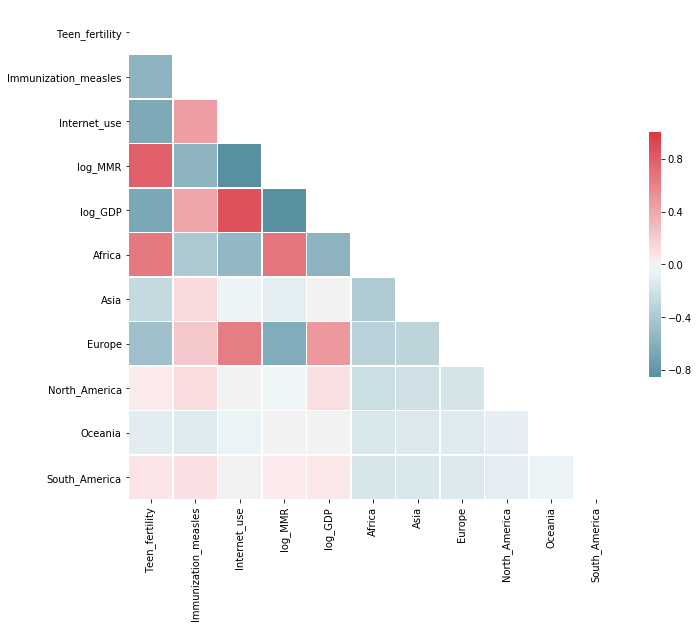 Teen_fertility
Immunization_measles
Internet_use
log_MMR
log_GDP
Africa
Asia
Europe
North_America
Oceania
South_America
0.8
0.4
0.0
−0.4
−0.8
Teen_fertility
Immunization_measles
Internet_use
log_MMR
log_GDP
Africa
Asia
Europe
North_America
Oceania
South_America